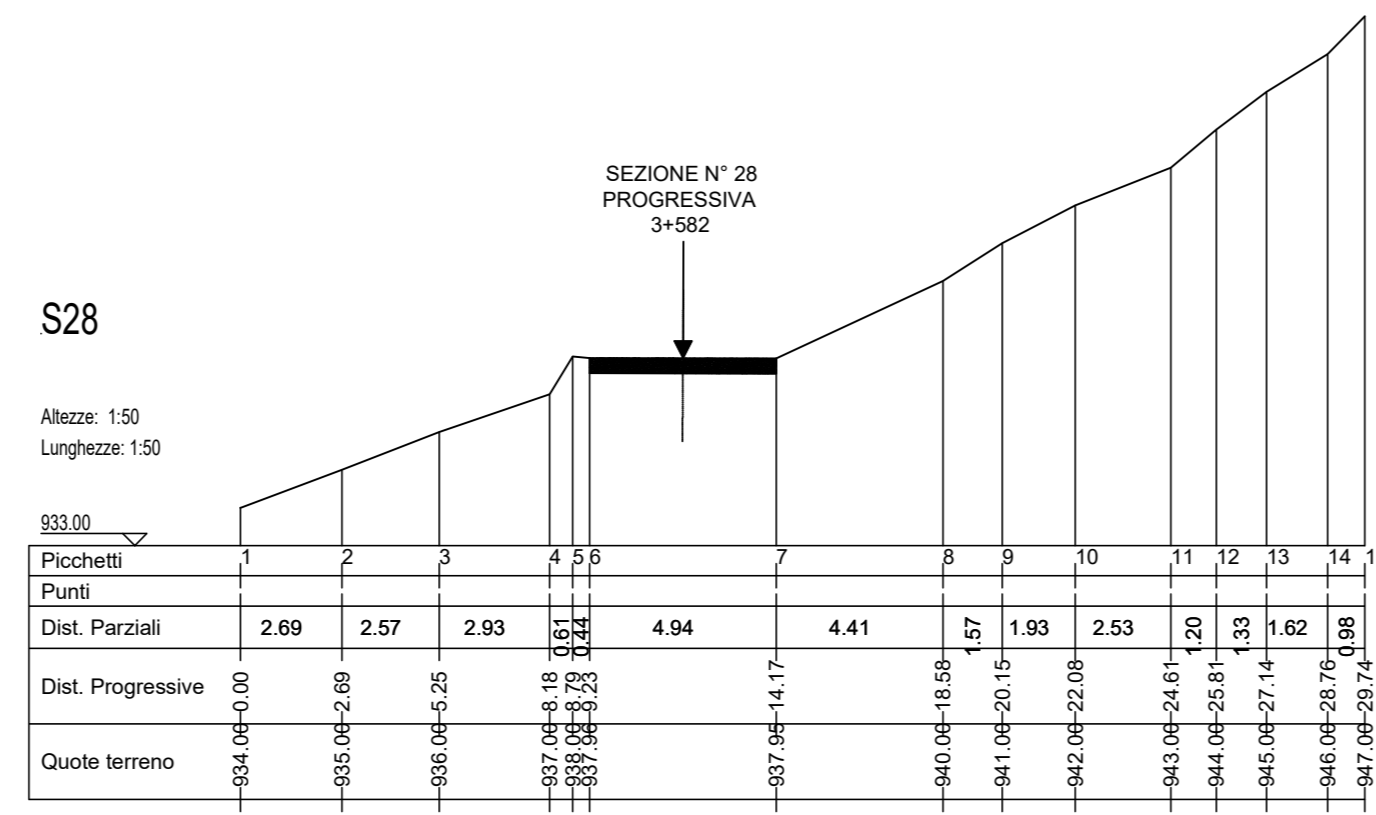 SEZIONE N° 28
PROGRESSIVA
3+582
S28
Altezze: 1:50
Lunghezze: 1:50
933.00
Picchetti 1 2 3 4 5 6 7 8 9 10 11 12 13 14 1
Punti
Dist. Parziali 2.69 2.57 2.93 0.61 0.44 4.94 4.41 1.57 1.93 2.53 1.20 1.33 1.62 0.98
Dist. Progressive 0.00 2.69 5.25 8.18 8.79 9.23 14.17 18.58 20.15 22.08 24.61 25.81 27.14 28.76 29.74
Quote terreno 934.00 935.00 936.00 937.00 938.00 937.96 937.95 940.00 941.00 942.00 943.00 944.00 945.00 946.00 947.00